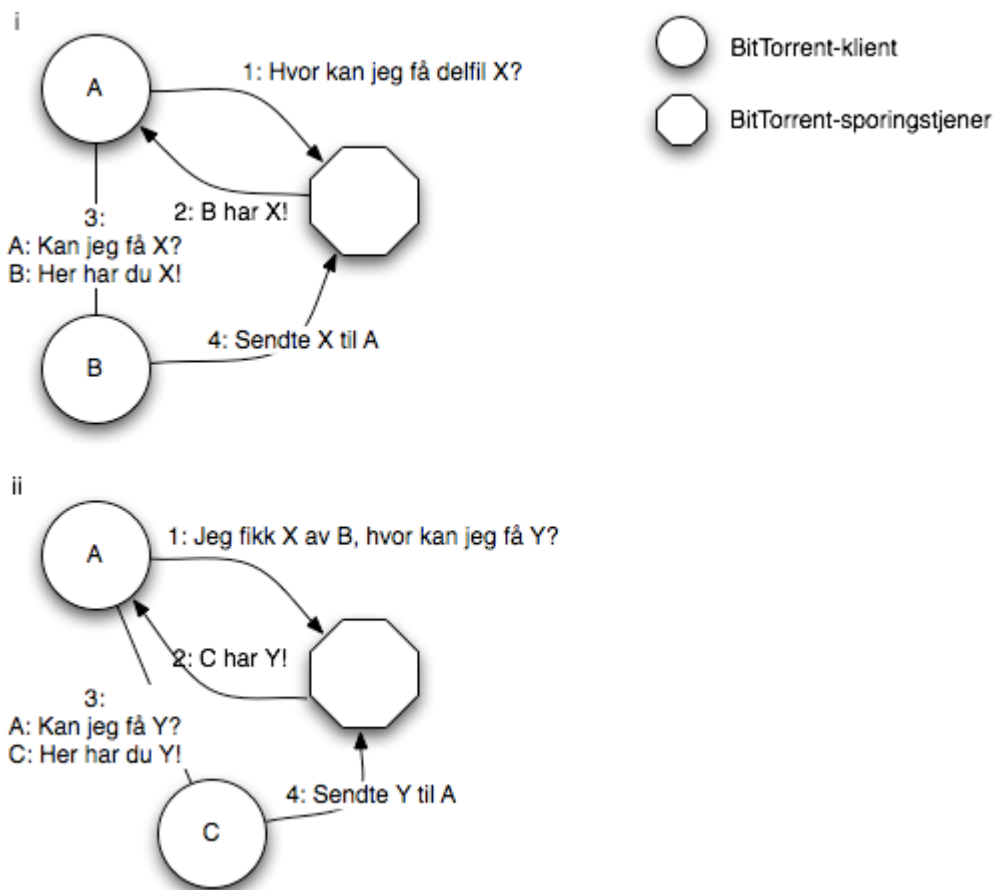 i
A
1: Hvor kan jeg få delfil X?
2: B har X!
3:
A: Kan jeg få X?
B: Her har du X!
4: Sendte X til A
B
BitTorrent-klient
BitTorrent-sporingstjener
ii
A
1: Jeg fikk X av B, hvor kan jeg få Y?
2: C har Y!
3:
A: Kan jeg få Y?
C: Her har du Y!
4: Sendte Y til A
C